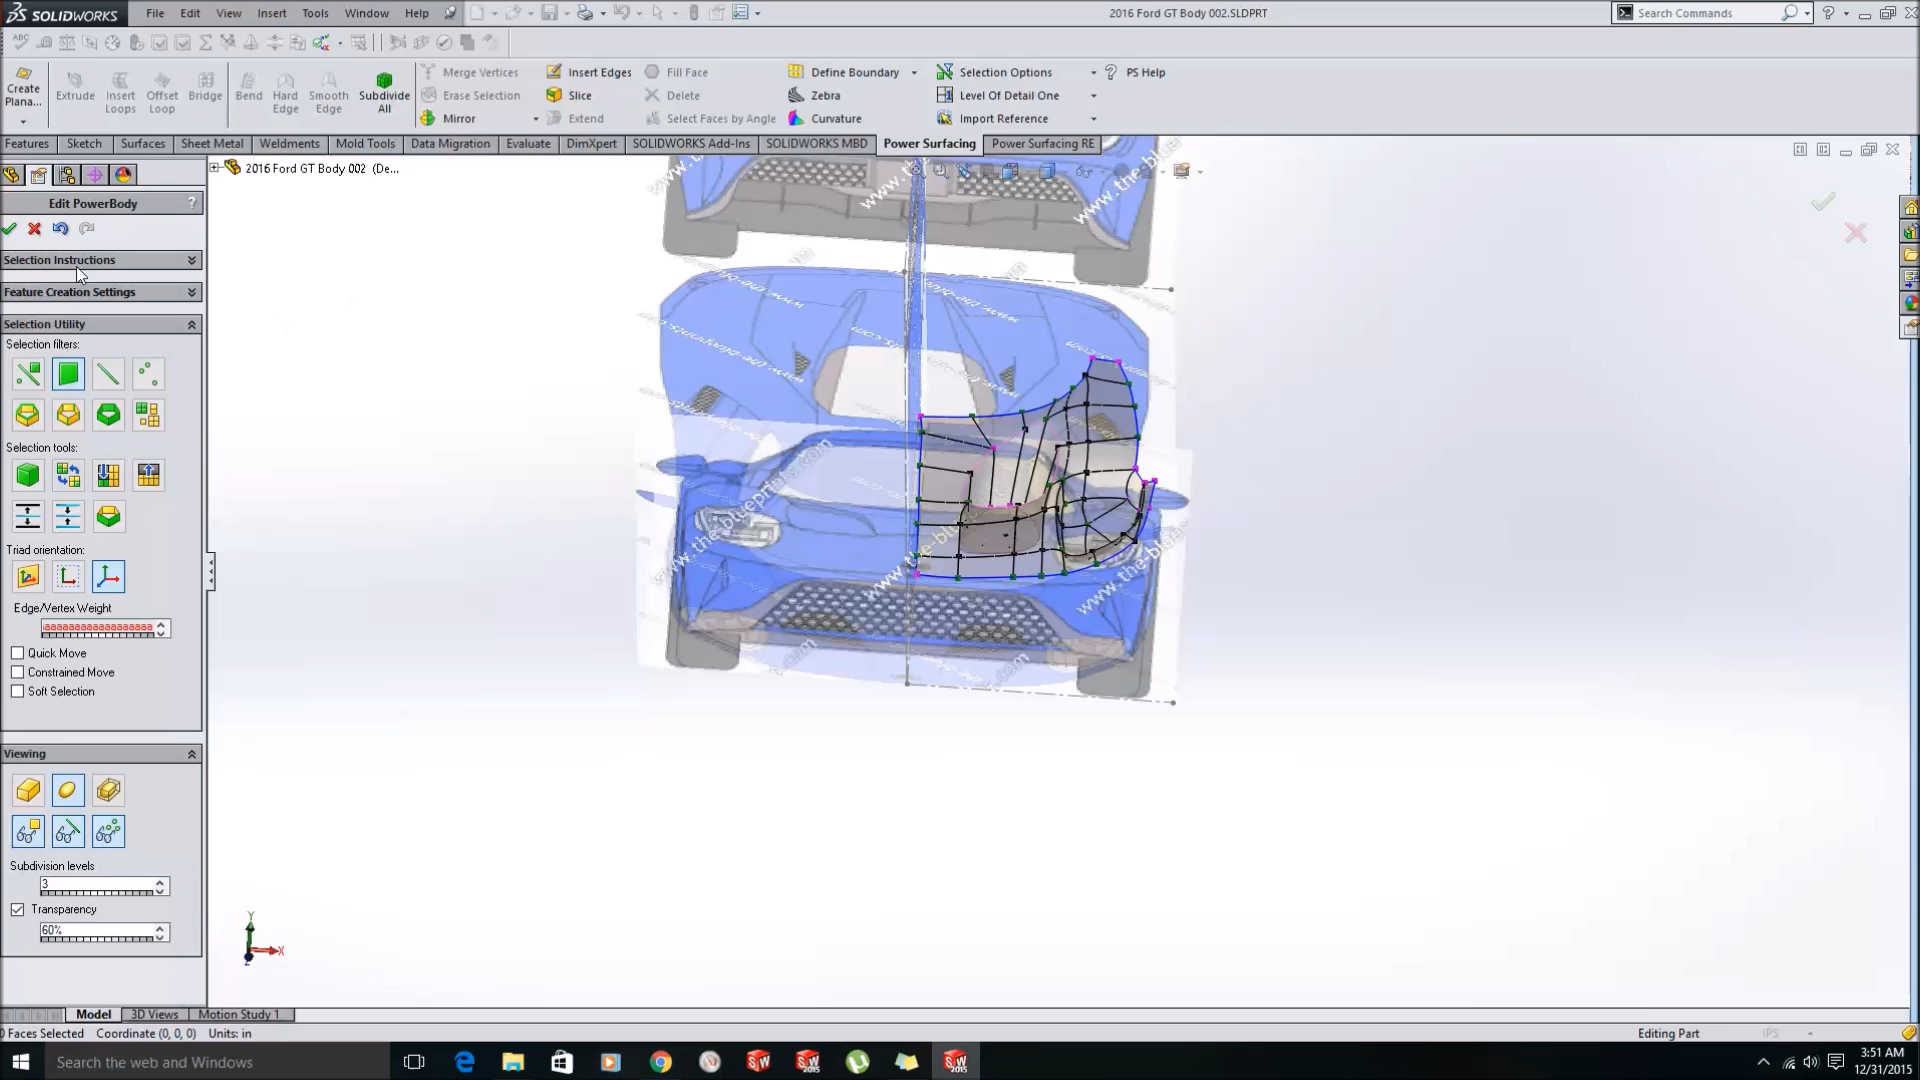 SOLIDWORKS
File Edit View Insert Tools Window Help
2016 Ford GT Body 002.SLDPRT
Search Commands
Create Plana...
Extrude
Insert Loops
Offset Loop
Bridge
Bend
Hard Edge
Smooth Edge
Subdivide All
Merge Vertices
Erase Selection
Mirror
Insert Edges
Slice
Extend
Fill Face
Delete
Select Faces by Angle
Define Boundary
Zebra
Curvature
Selection Options
Level Of Detail One
Import Reference
PS Help
Features Sketch Surfaces Sheet Metal Weldments Mold Tools Data Migration Evaluate DimXpert SOLIDWORKS Add-Ins SOLIDWORKS MBD Power Surfacing Power Surfacing RE
2016 Ford GT Body 002 (De...
Edit PowerBody ?
Selection Instructions
Feature Creation Settings
Selection Utility
Selection filters:
Selection tools:
Triad orientation:
Edge/Vertex Weight
Quick Move
Constrained Move
Soft Selection
Viewing
Subdivision levels
3
Transparency
60%
Y
X
Z
Model 3D Views Motion Study 1
0 Faces Selected Coordinate (0, 0, 0) Units: in
Editing Part
IPS
Search the web and Windows
3:51 AM
12/31/2015